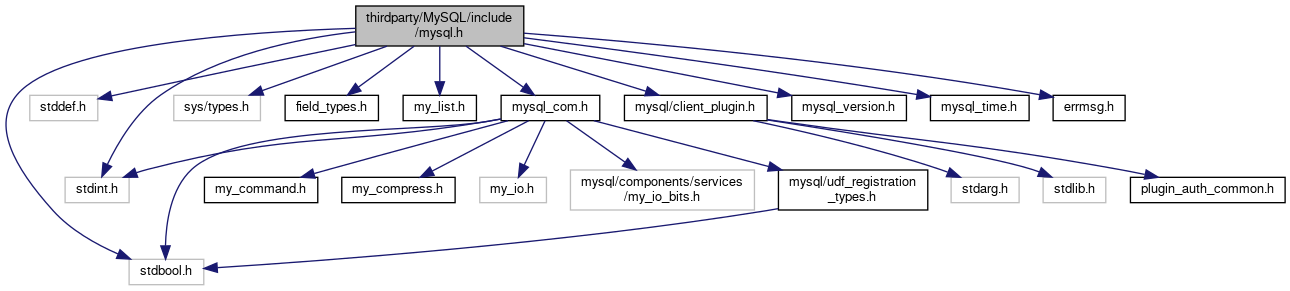 thirdparty/MySQL/include
/mysql.h
stddef.h
sys/types.h
field_types.h
my_list.h
mysql_com.h
mysql/client_plugin.h
mysql_version.h
mysql_time.h
errmsg.h
stdint.h
my_command.h
my_compress.h
my_io.h
mysql/components/services
/my_io_bits.h
mysql/udf_registration
_types.h
stdarg.h
stdlib.h
plugin_auth_common.h
stdbool.h